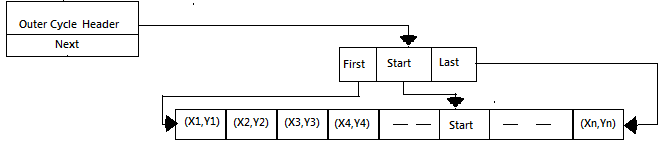 Outer Cycle Header
Next
First Start Last
(X1,Y1) (X2,Y2) (X3,Y3) (X4,Y4) — — Start — — (Xn,Yn)